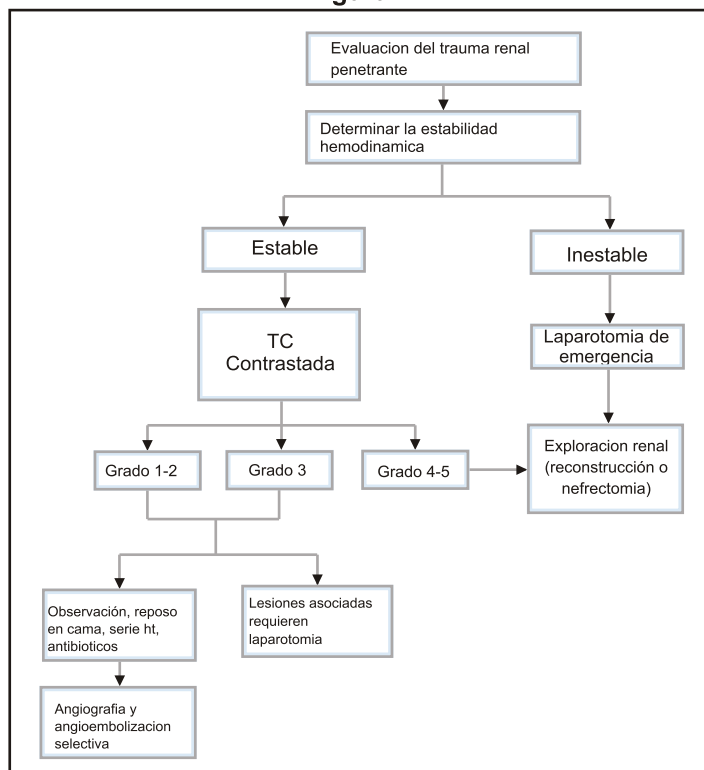 Evaluacion del trauma renal
penetrante
Determinar la estabilidad
hemodinamica
Estable
Inestable
TC
Contrastada
Laparotomia de
emergencia
Grado 1-2
Grado 3
Grado 4-5
Exploracion renal
(reconstrucción o
nefrectomia)
Observación, reposo
en cama, serie ht,
antibioticos
Lesiones asociadas
requieren
laparotomia
Angiografia y
angioembolizacion
selectiva